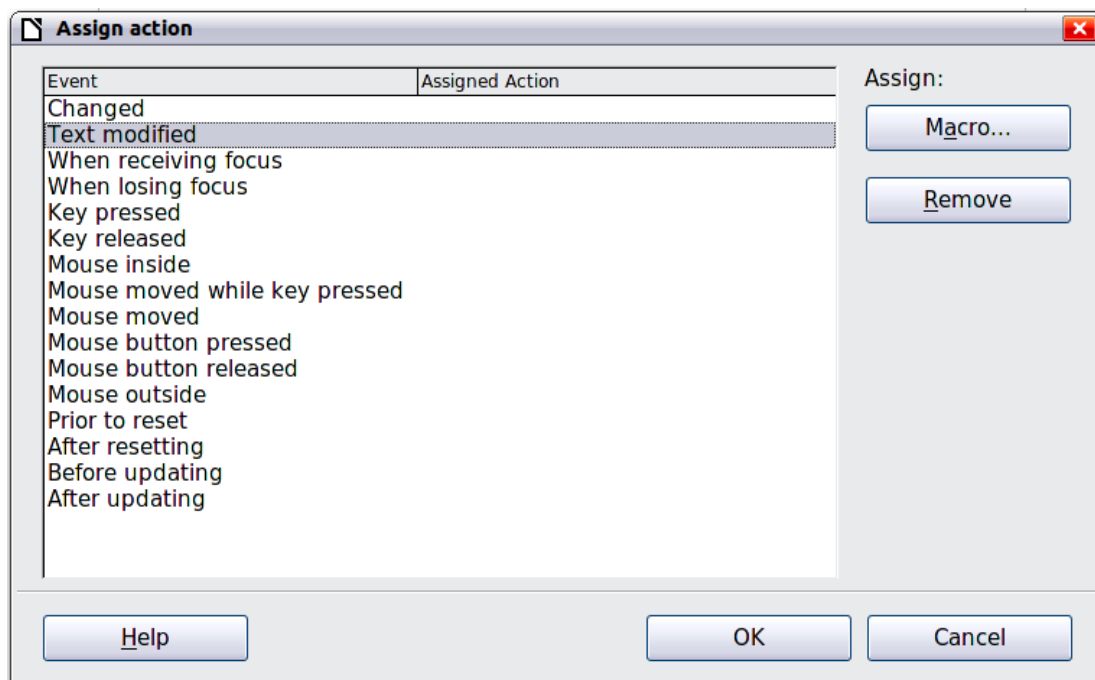 Assign action
Event Assigned Action
Changed
Text modified
When receiving focus
When losing focus
Key pressed
Key released
Mouse inside
Mouse moved while key pressed
Mouse moved
Mouse button pressed
Mouse button released
Mouse outside
Prior to reset
After resetting
Before updating
After updating
Assign:
Macro...
Remove
Help
OK
Cancel